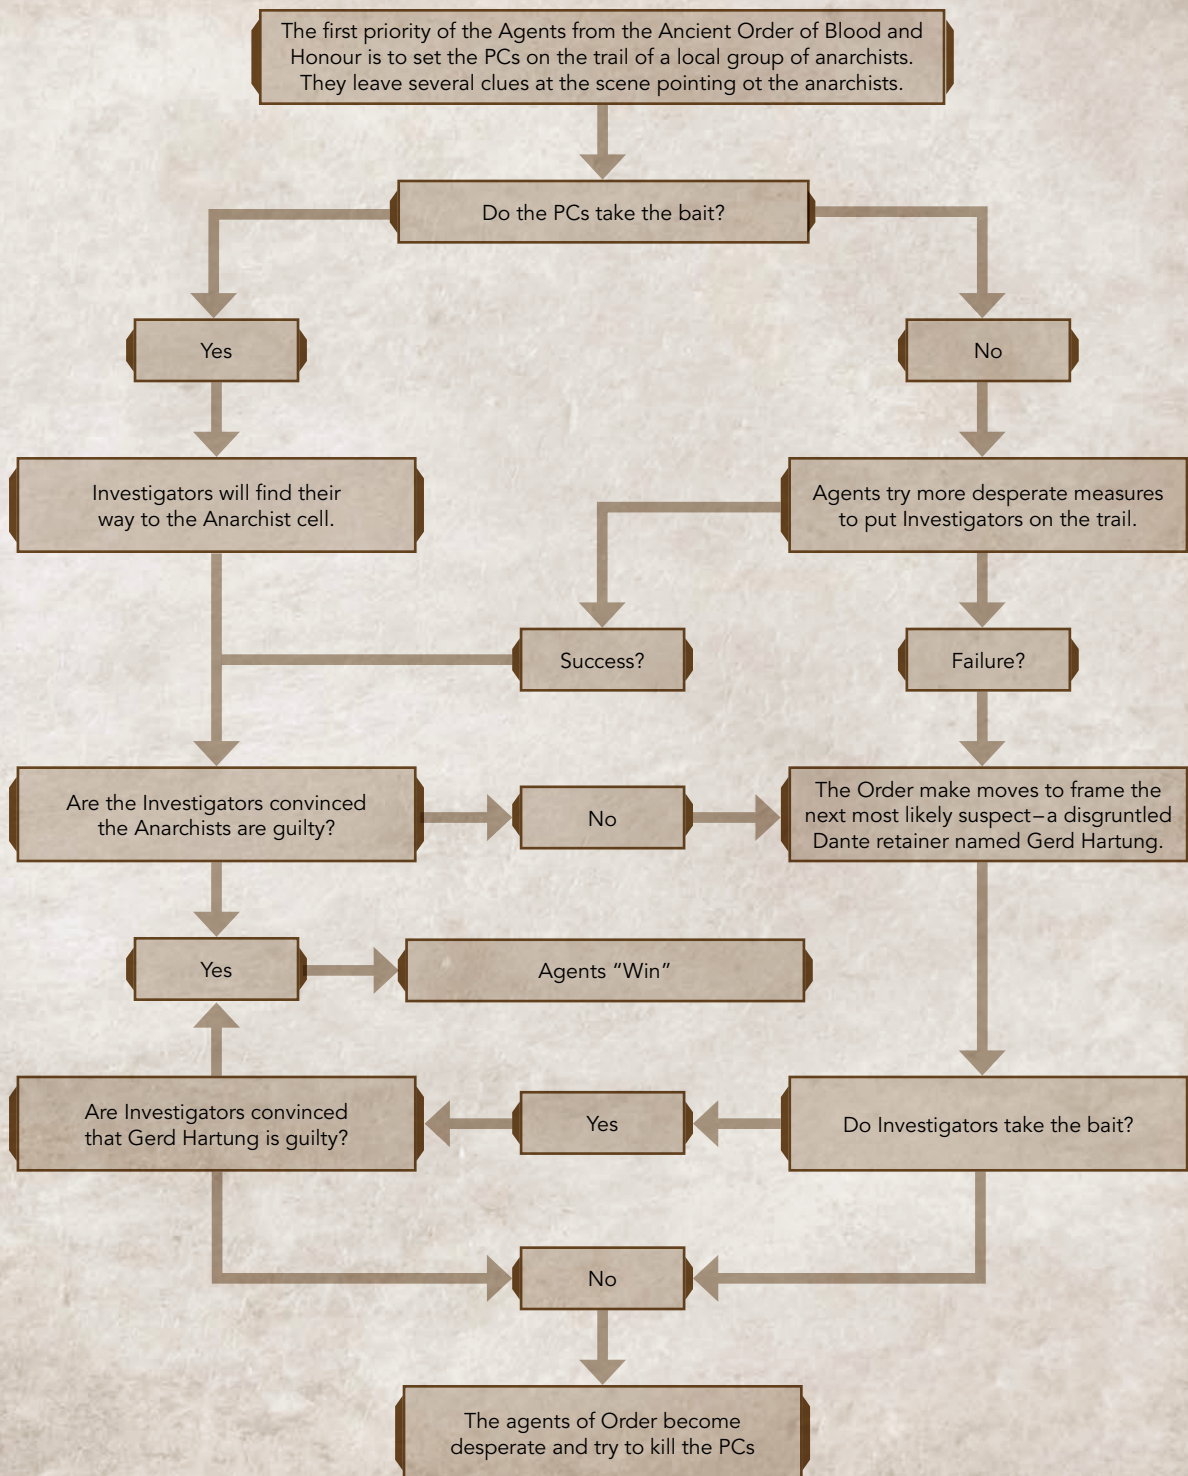 The first priority of the Agents from the Ancient Order of Blood and
Honour is to set the PCs on the trail of a local group of anarchists.
They leave several clues at the scene pointing ot the anarchists.
Do the PCs take the bait?
Yes
No
Investigators will find their
way to the Anarchist cell.
Agents try more desperate measures
to put Investigators on the trail.
Success?
Failure?
Are the Investigators convinced
the Anarchists are guilty?
No
The Order make moves to frame the
next most likely suspect–a disgruntled
Dante retainer named Gerd Hartung.
Yes
Agents “Win”
Are Investigators convinced
that Gerd Hartung is guilty?
Yes
Do Investigators take the bait?
No
The agents of Order become
desperate and try to kill the PCs